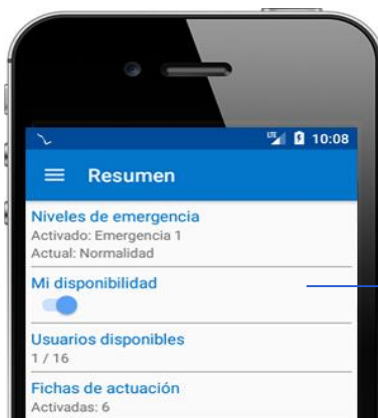 LTE 10:08
Resumen
Niveles de emergencia
Activado: Emergencia 1
Actual: Normalidad
Mi disponibilidad
Usuarios disponibles
1 / 16
Fichas de actuación
Activadas: 6